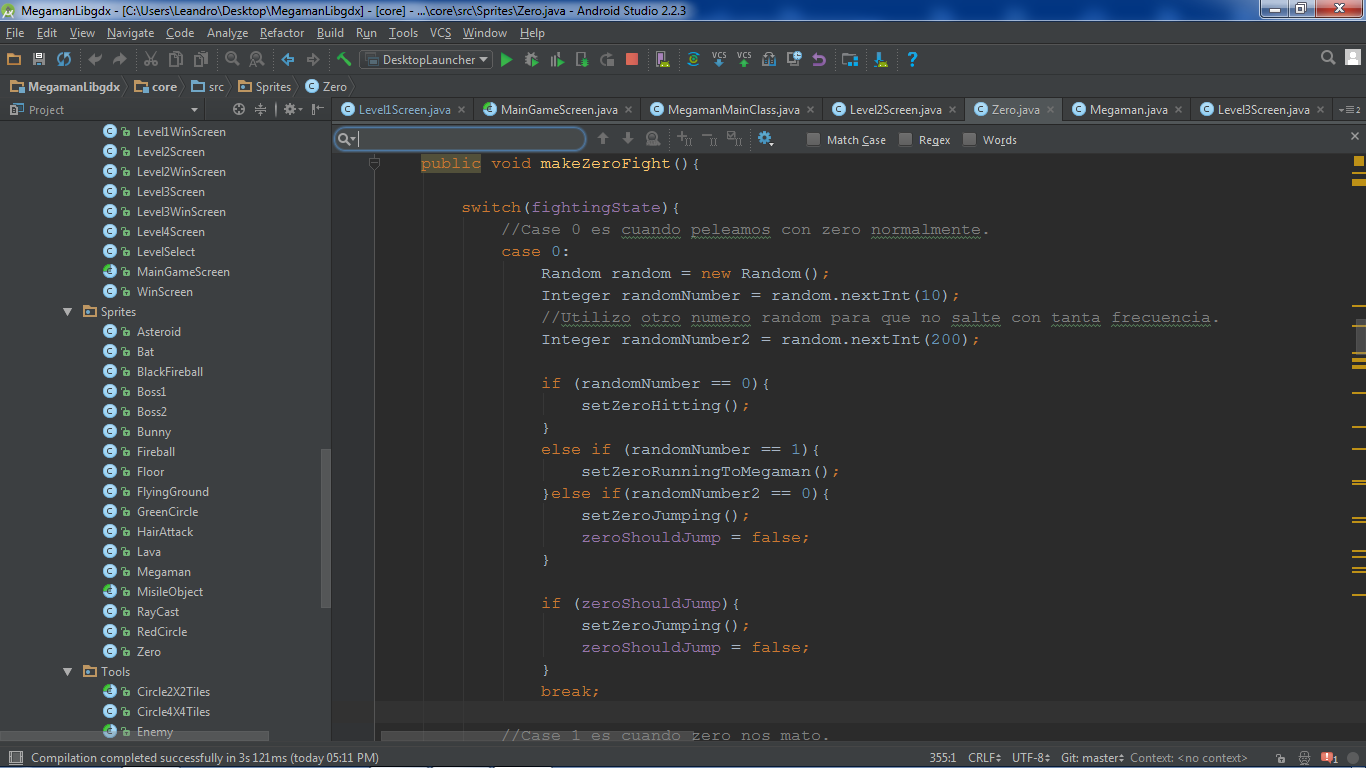 MegamanLibgdx - [C:\Users\Leandro\Desktop\MegamanLibgdx] - [core] - ...\core\src\Sprites\Zero.java - Android Studio 2.2.3
File Edit View Navigate Code Analyze Refactor Build Run Tools VCS Window Help
DesktopLauncher VCS VCS ?
MegamanLibgdx core src Sprites Zero
Project
Level1Screen.java MainGameScreen.java MegamanMainClass.java Level2Screen.java Zero.java Megaman.java Level3Screen.java 2
Match Case Regex Words
Level1WinScreen
Level2Screen
Level2WinScreen
Level3Screen
Level3WinScreen
Level4Screen
LevelSelect
MainGameScreen
WinScreen
Sprites
Asteroid
Bat
BlackFireball
Boss1
Boss2
Bunny
Fireball
Floor
FlyingGround
GreenCircle
HairAttack
Lava
Megaman
MisileObject
RayCast
RedCircle
Zero
Tools
Circle2X2Tiles
Circle4X4Tiles
Enemy
public void makeZeroFight(){
switch(fightingState){
//Case 0 es cuando peleamos con zero normalmente.
case 0:
Random random = new Random();
Integer randomNumber = random.nextInt(10);
//Utilizo otro numero random para que no salte con tanta frecuencia.
Integer randomNumber2 = random.nextInt(200);
if (randomNumber == 0){
setZeroHitting();
}
else if (randomNumber == 1){
setZeroRunningToMegaman();
}else if(randomNumber2 == 0){
setZeroJumping();
zeroShouldJump = false;
}
if (zeroShouldJump){
setZeroJumping();
zeroShouldJump = false;
}
break;
//Case 1 es cuando zero nos mato.
Compilation completed successfully in 3s 121ms (today 05:11 PM) 355:1 CRLF UTF-8 Git: master Context: <no context> 1